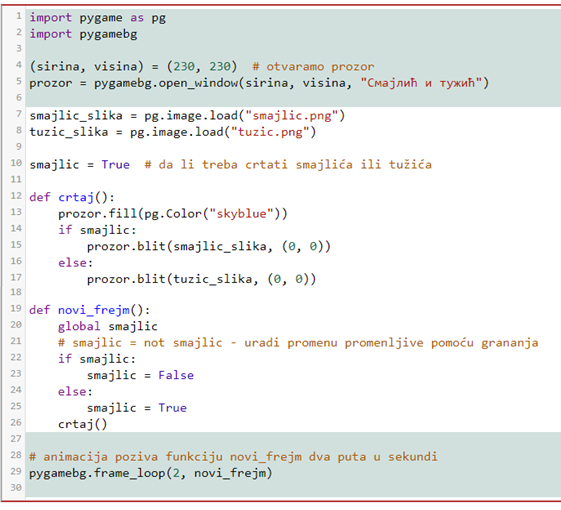 1 import pygame as pg
2 import pygamebg
3
4 (sirina, visina) = (230, 230)  # otvaramo prozor
5 prozor = pygamebg.open_window(sirina, visina, "Смајлић и тужић")
6
7 smajlic_slika = pg.image.load("smajlic.png")
8 tuzic_slika = pg.image.load("tuzic.png")
9
10 smajlic = True  # da li treba crtati smajlića ili tužića
11
12 def crtaj():
13     prozor.fill(pg.Color("skyblue"))
14     if smajlic:
15         prozor.blit(smajlic_slika, (0, 0))
16     else:
17         prozor.blit(tuzic_slika, (0, 0))
18
19 def novi_frejm():
20     global smajlic
21     # smajlic = not smajlic - uradi promenu promenljive pomoću grananja
22     if smajlic:
23         smajlic = False
24     else:
25         smajlic = True
26     crtaj()
27
28 # animacija poziva funkciju novi_frejm dva puta u sekundi
29 pygamebg.frame_loop(2, novi_frejm)
30